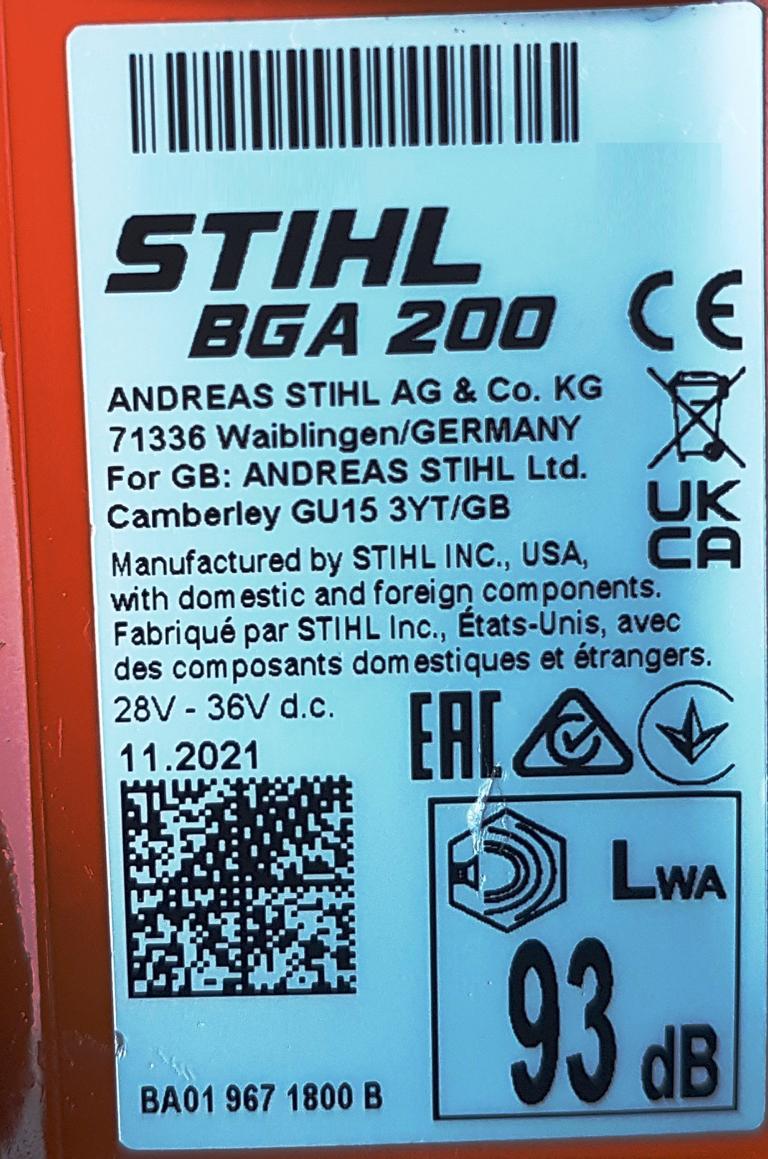 STIHL
BGA 200
CE
ANDREAS STIHL AG & Co. KG
71336 Waiblingen/GERMANY
For GB: ANDREAS STIHL Ltd.
Camberley GU15 3YT/GB
UK
CA
Manufactured by STIHL INC., USA,
with domestic and foreign components.
Fabriqué par STIHL Inc., États-Unis, avec
des composants domestiques et étrangers.
28V - 36V d.c.
EAC
11.2021
LWA
93 dB
BA01 967 1800 B